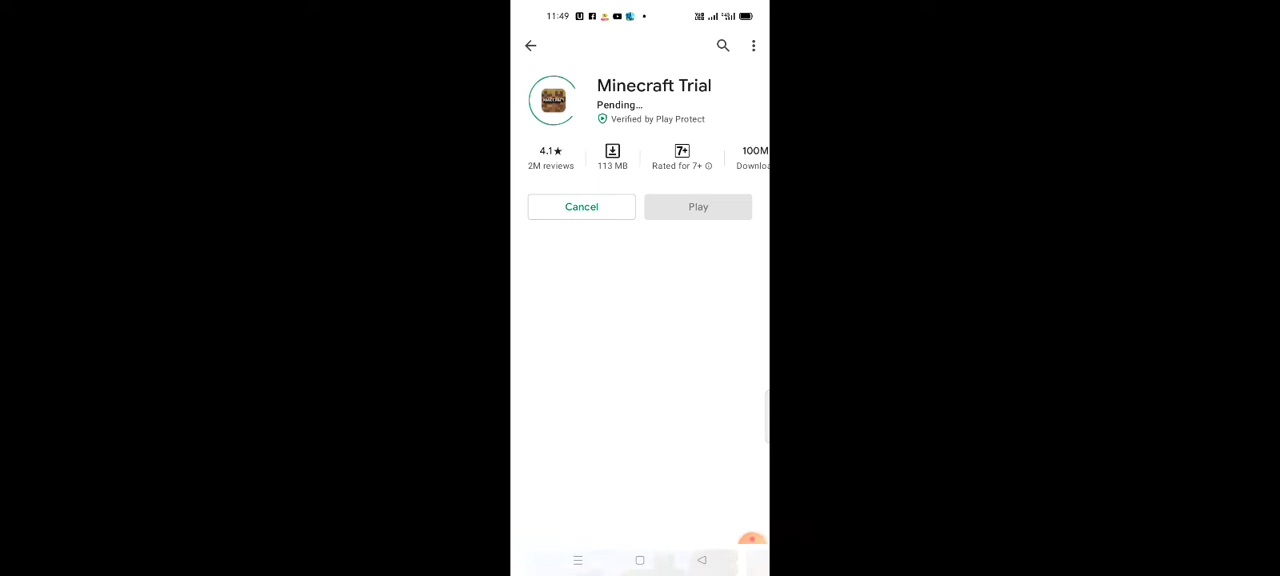 11:49
Minecraft Trial
Pending...
Verified by Play Protect
4.1★
2M reviews
113 MB
7+
Rated for 7+
100M
Downloa
Cancel
Play